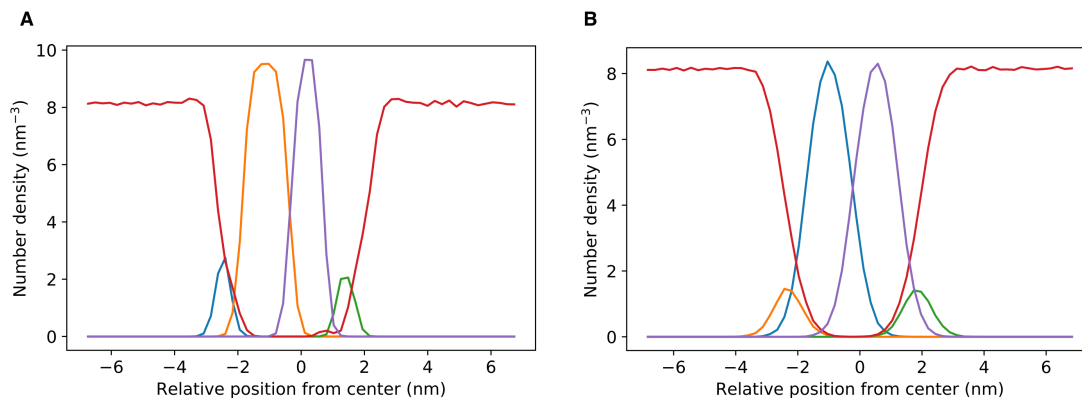 A
B
10
8
6
4
2
0
Number density (nm⁻³)
−6 −4 −2 0 2 4 6
Relative position from center (nm)
8
6
4
2
0
Number density (nm⁻³)
−6 −4 −2 0 2 4 6
Relative position from center (nm)